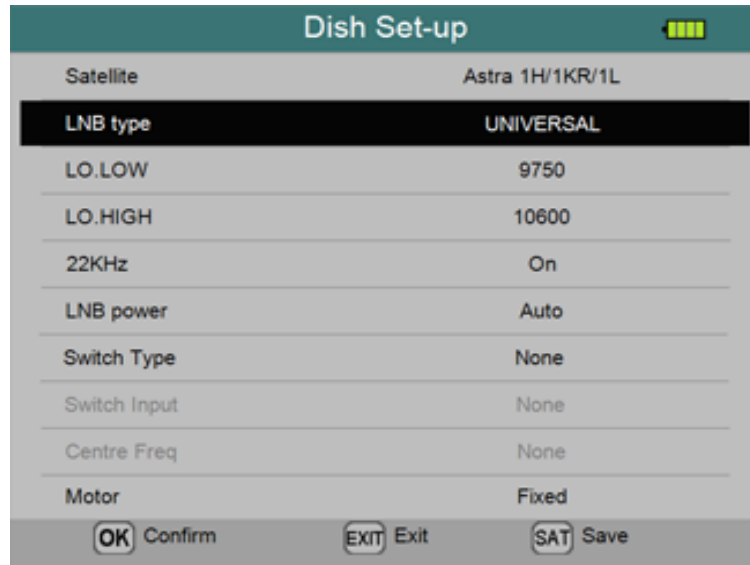 Dish Set-up
Satellite Astra 1H/1KR/1L
LNB type UNIVERSAL
LO.LOW 9750
LO.HIGH 10600
22KHz On
LNB power Auto
Switch Type None
Switch Input None
Centre Freq None
Motor Fixed
OK Confirm EXIT Exit SAT Save